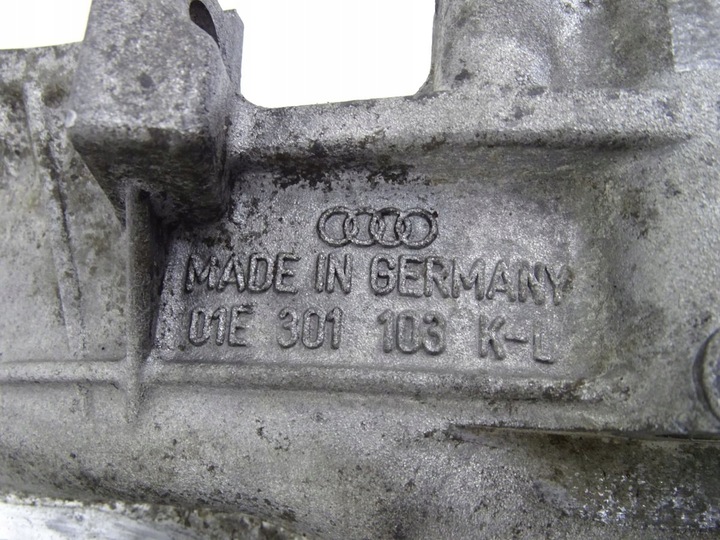 MADE IN GERMANY
01E 301 103 K-L